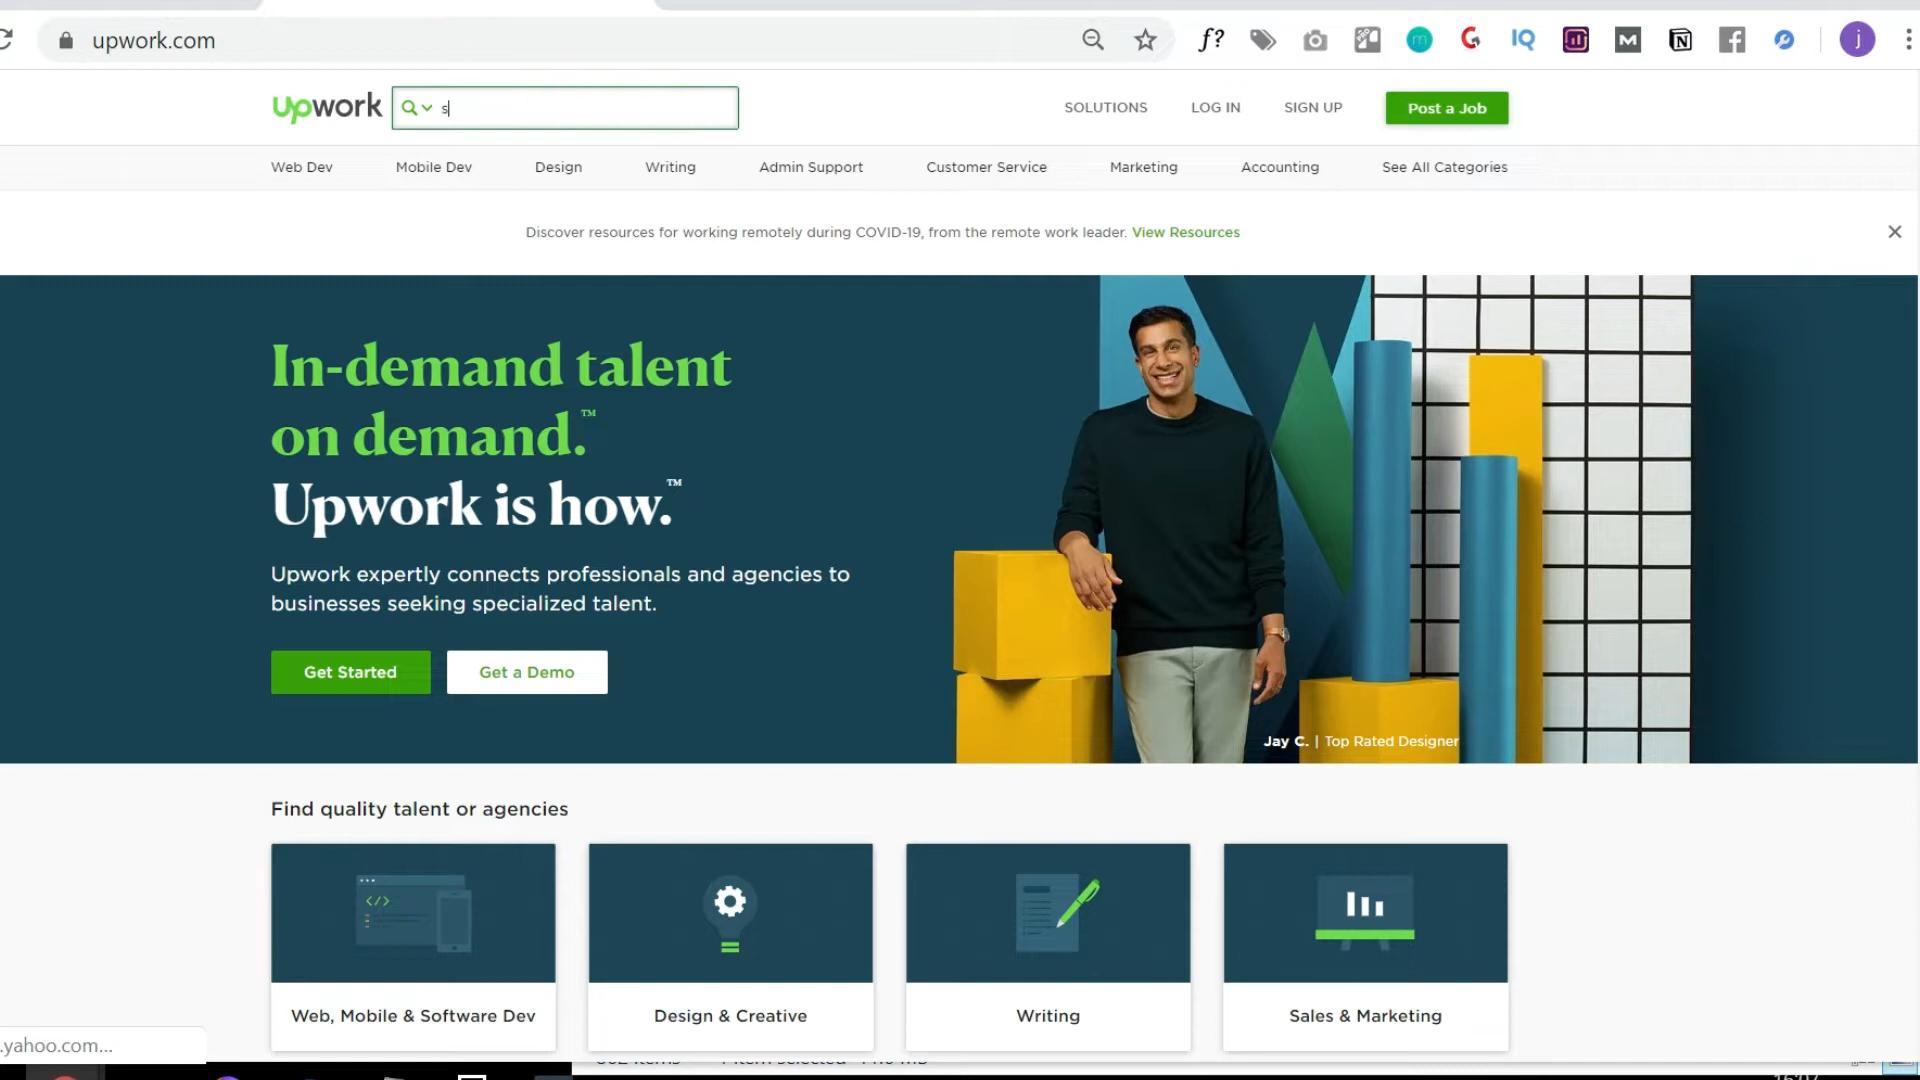 upwork.com
f?
IQ
M
N
j
upwork
s
SOLUTIONS
LOG IN
SIGN UP
Post a Job
Web Dev
Mobile Dev
Design
Writing
Admin Support
Customer Service
Marketing
Accounting
See All Categories
Discover resources for working remotely during COVID-19, from the remote work leader. View Resources
In-demand talent
on demand.™
Upwork is how.™
Upwork expertly connects professionals and agencies to
businesses seeking specialized talent.
Get Started
Get a Demo
Jay C. | Top Rated Designer
Find quality talent or agencies
</>
Web, Mobile & Software Dev
Design & Creative
Writing
Sales & Marketing
.yahoo.com...